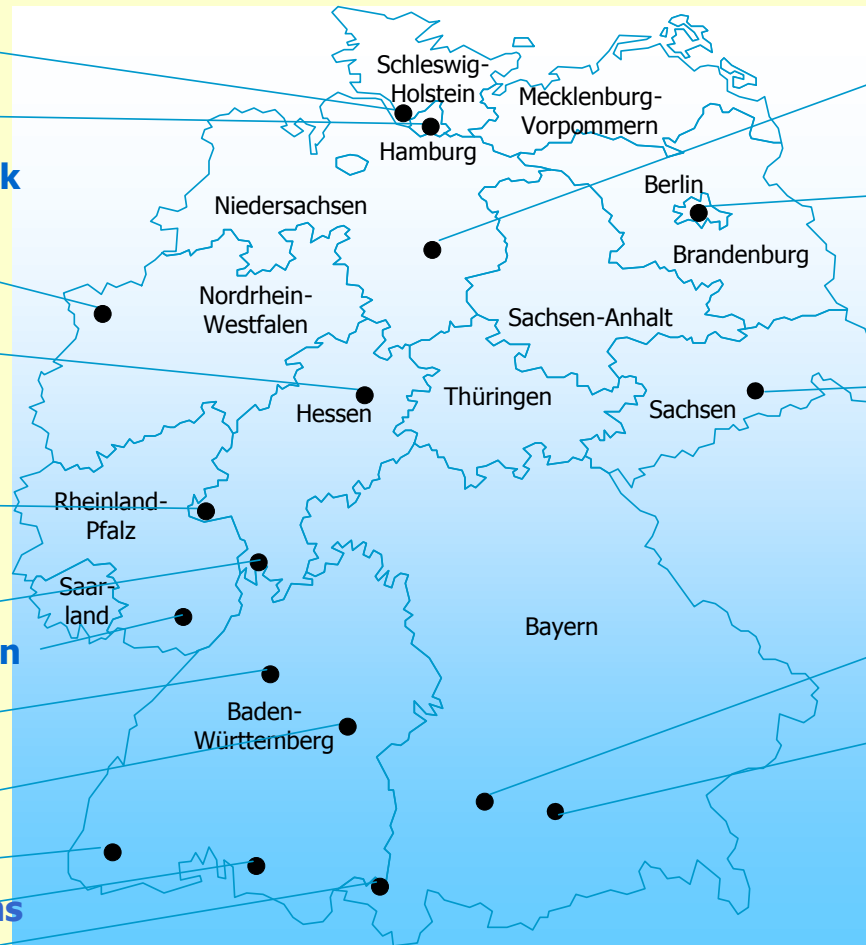 Schleswig-
Holstein
Mecklenburg-
Vorpommern
Hamburg
k
Berlin
Niedersachsen
Brandenburg
Nordrhein-
Westfalen
Sachsen-Anhalt
Thüringen
Hessen
Sachsen
Rheinland-
Pfalz
Saar-
land
Bayern
n
Baden-
Württemberg
ns